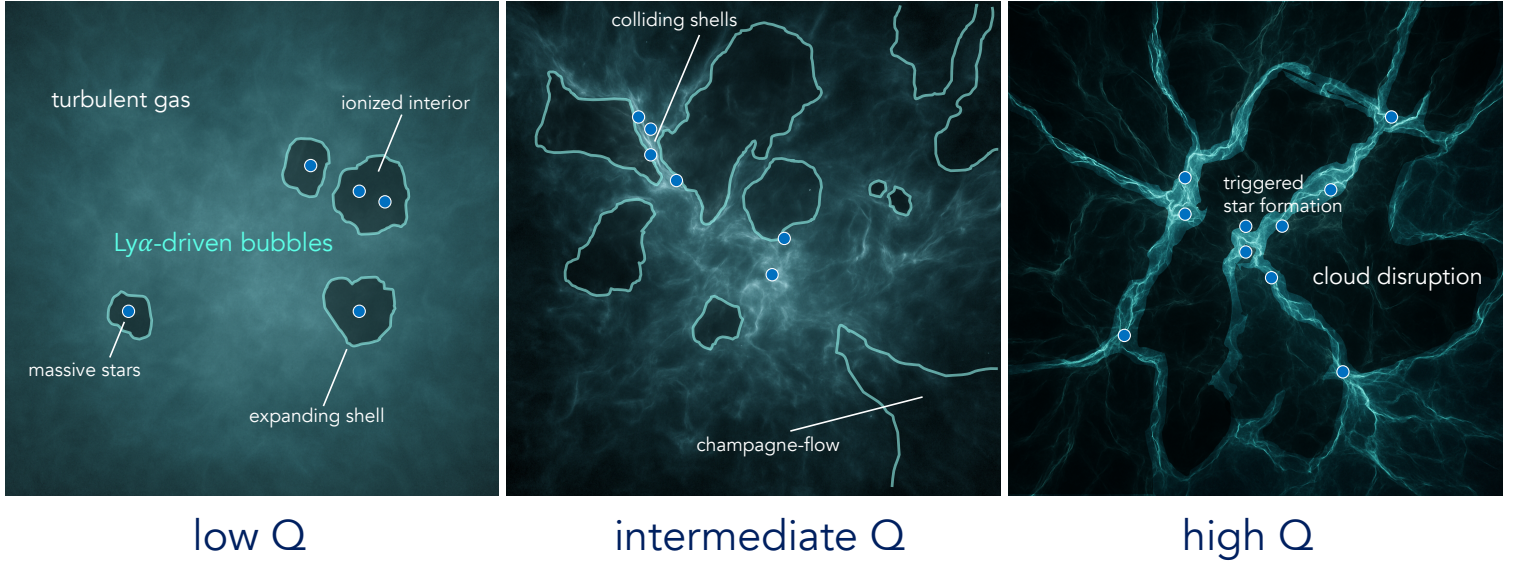 turbulent gas
ionized interior
Lyα-driven bubbles
massive stars
expanding shell
low Q
colliding shells
champagne-flow
intermediate Q
triggered
star formation
cloud disruption
high Q